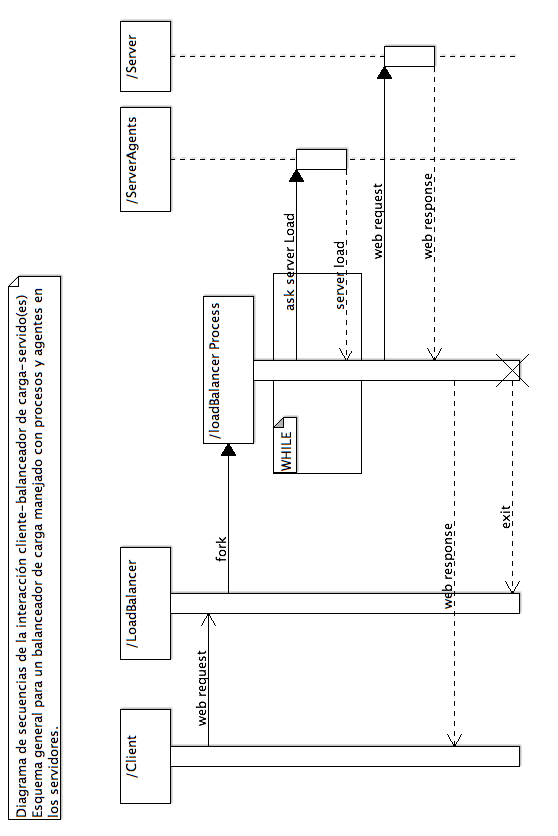 Diagrama de secuencias de la interacción cliente-balanceador de carga-servido(es)
Esquema general para un balanceador de carga manejado con procesos y agentes en
los servidores.
/Client
/LoadBalancer
/loadBalancer Process
/ServerAgents
/Server
web request
fork
WHILE
ask server Load
server load
web request
web response
web response
exit